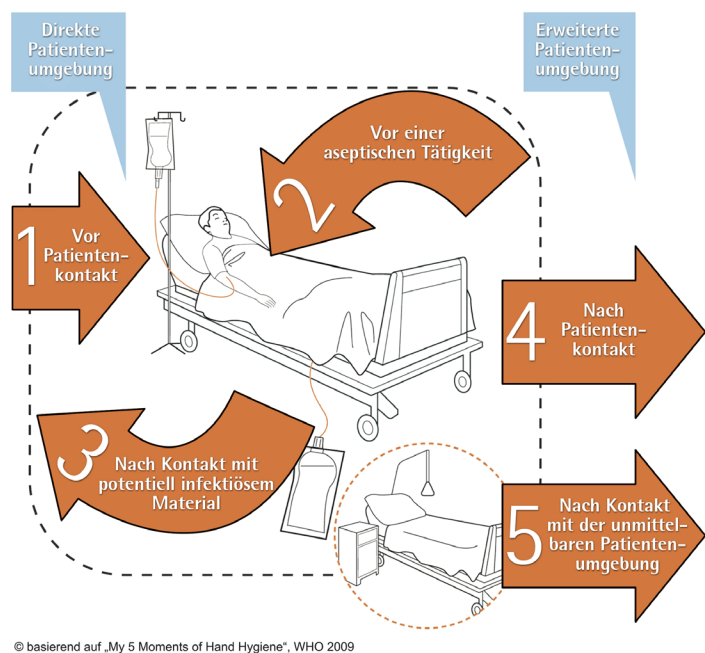 Direkte
Patienten-
umgebung
Erweiterte
Patienten-
umgebung
Vor einer
aseptischen Tätigkeit
2
1
Vor
Patienten-
kontakt
4
Nach
Patienten-
kontakt
3
Nach Kontakt mit
potentiell infektiösem
Material
5
Nach Kontakt
mit der unmittel-
baren Patienten-
umgebung
© basierend auf „My 5 Moments of Hand Hygiene“, WHO 2009